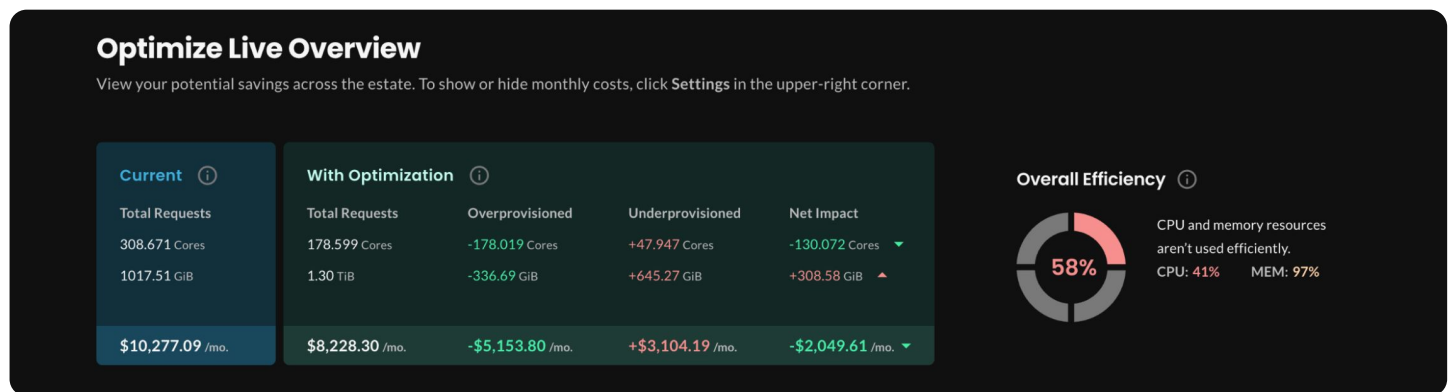 Optimize Live Overview
View your potential savings across the estate. To show or hide monthly costs, click Settings in the upper-right corner.
Current
Total Requests
308.671 Cores
1017.51 GiB
$10,277.09 /mo.
With Optimization
Total Requests Overprovisioned Underprovisioned Net Impact
178.599 Cores -178.019 Cores +47.947 Cores -130.072 Cores
1.30 TiB -336.69 GiB +645.27 GiB +308.58 GiB
$8,228.30 /mo. -$5,153.80 /mo. +$3,104.19 /mo. -$2,049.61 /mo.
Overall Efficiency
58%
CPU and memory resources
aren't used efficiently.
CPU: 41% MEM: 97%